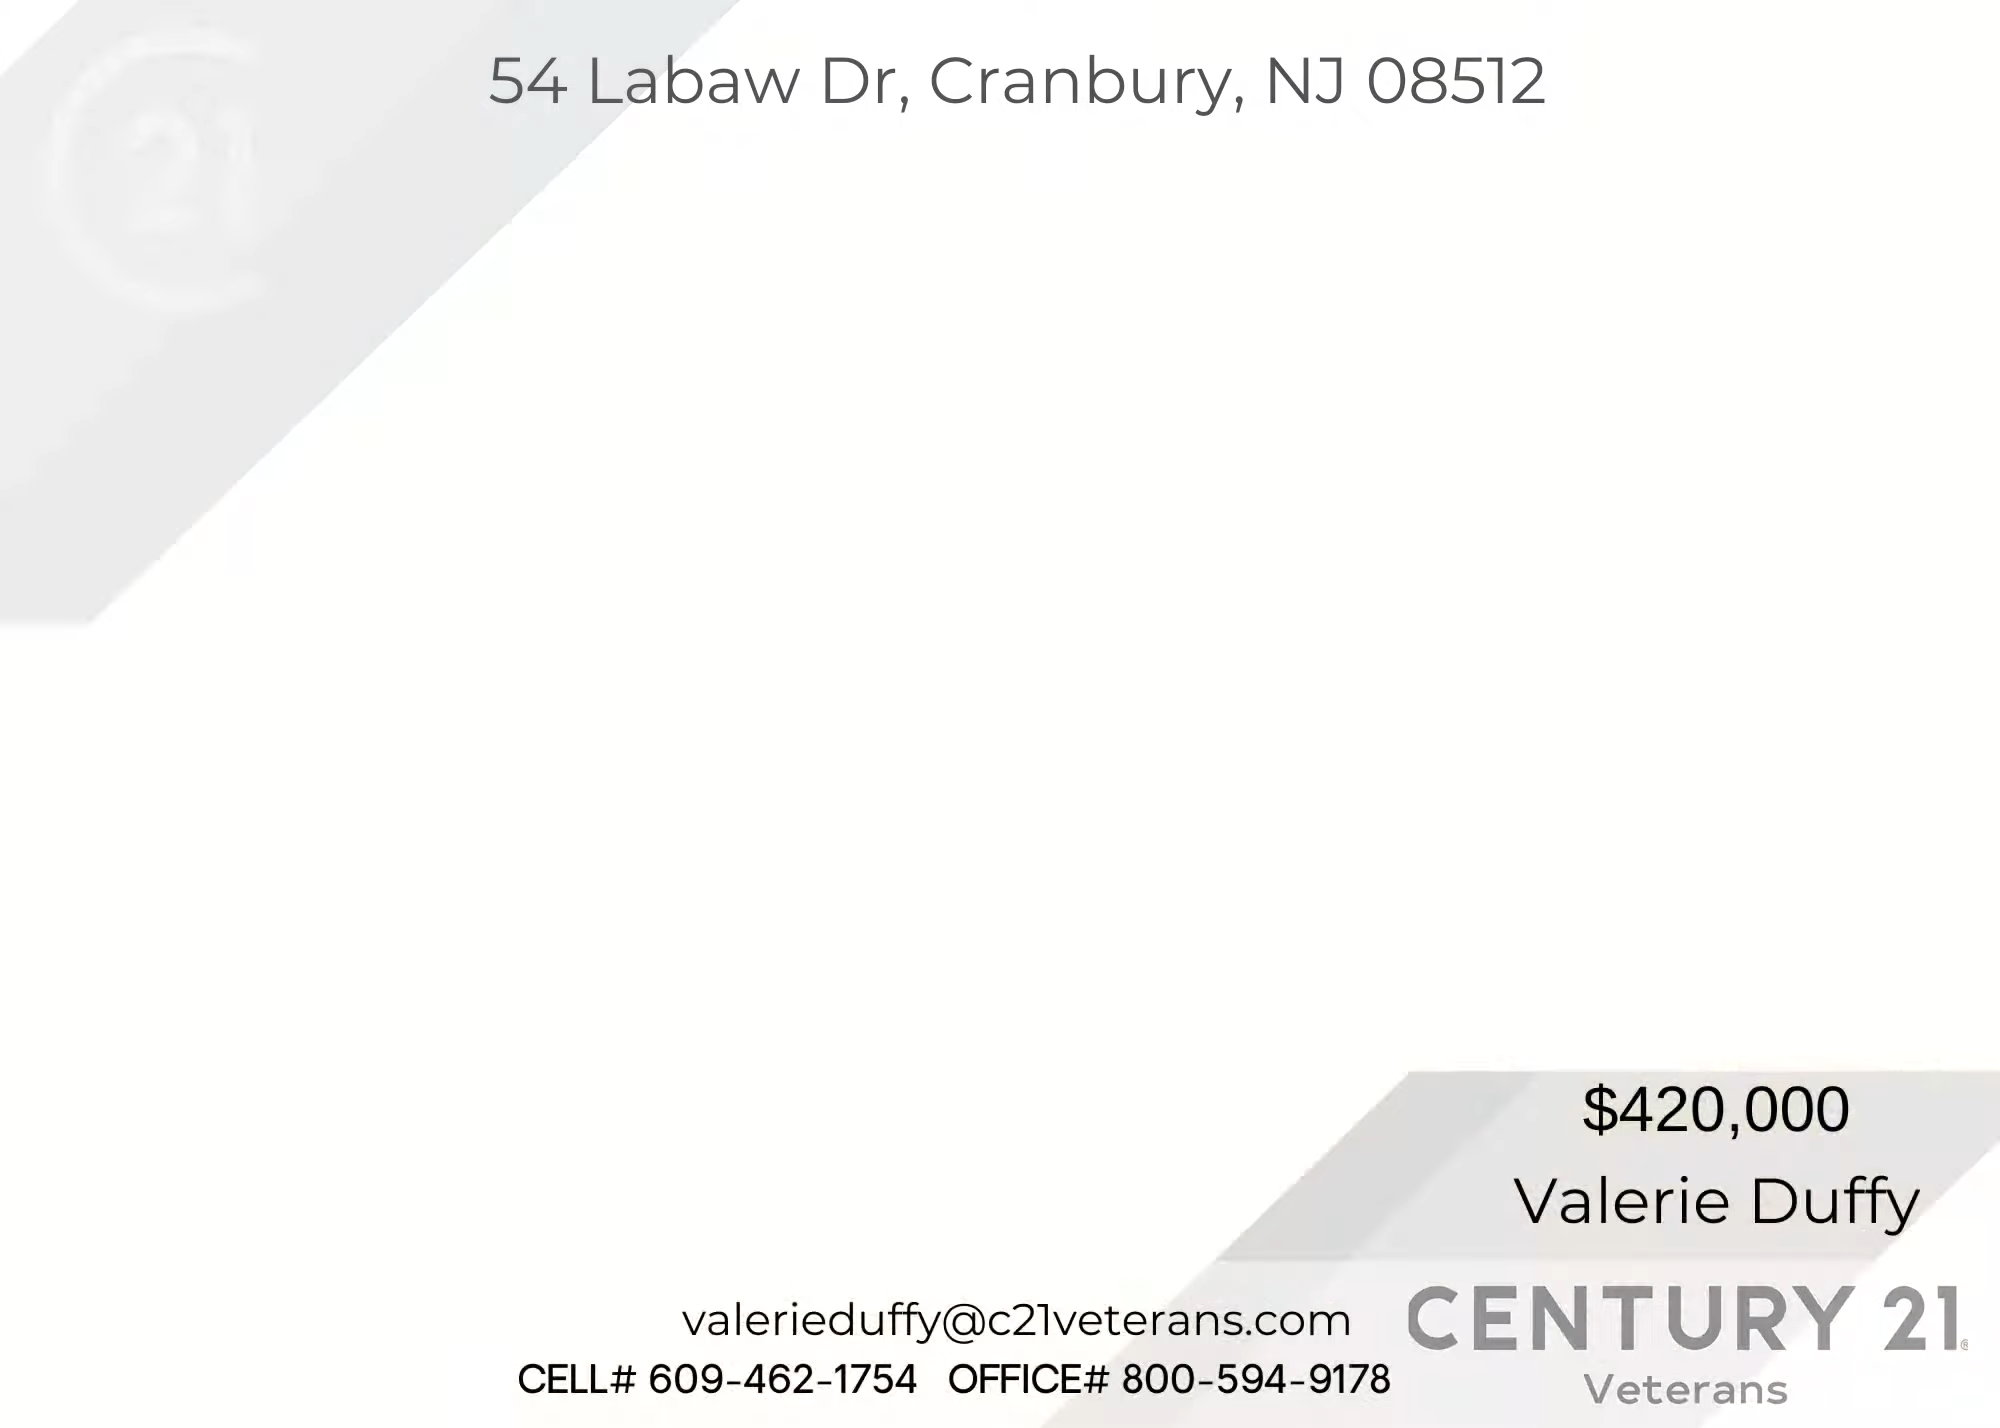 54 Labaw Dr, Cranbury, NJ 08512
21
$420,000
Valerie Duffy
valerieduffy@c21veterans.com
CENTURY 21®
CELL# 609-462-1754 OFFICE# 800-594-9178
Veterans